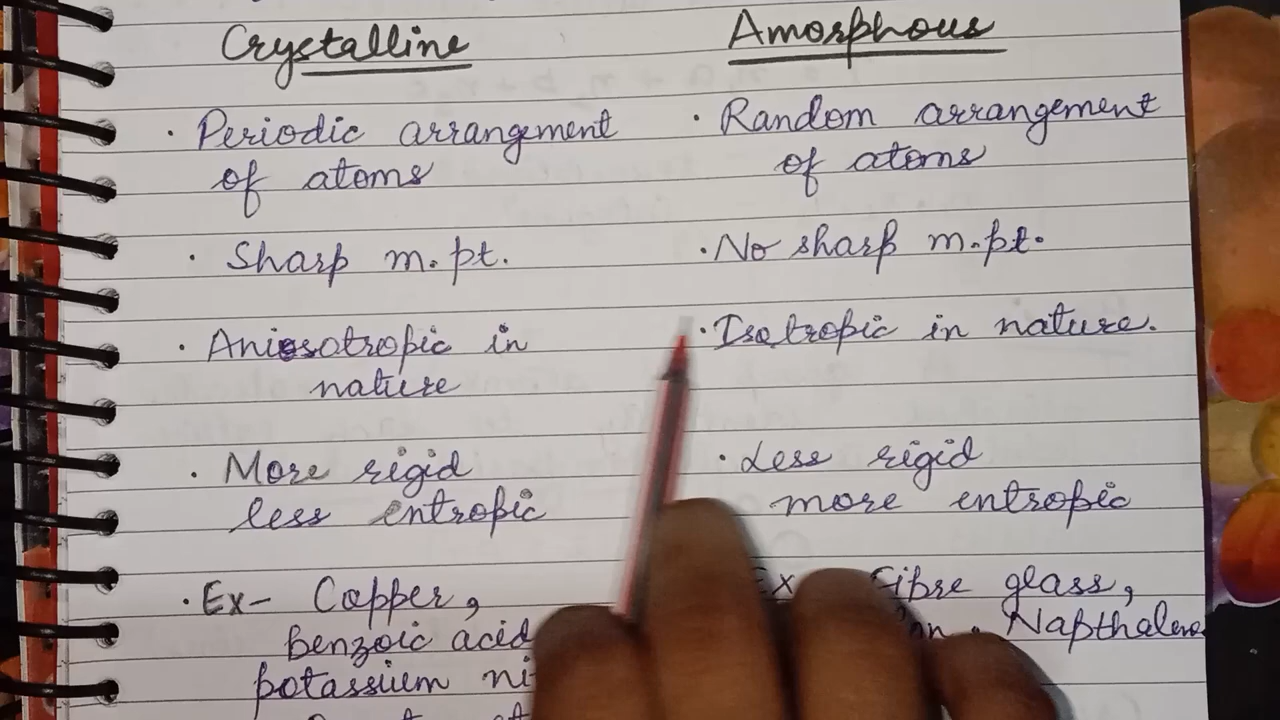 Crystalline
· Periodic arrangement
of atoms
· Sharp m.pt.
· Aniosotropic in
nature
· More rigid
less entropic
· Ex- Copper,
benzoic acid
potassium
Amorphous
· Random arrangement
of atoms
· No sharp m.pt.
· Isotropic in nature.
· Less rigid
more entropic
Ex Fibre glass,
Napthalene